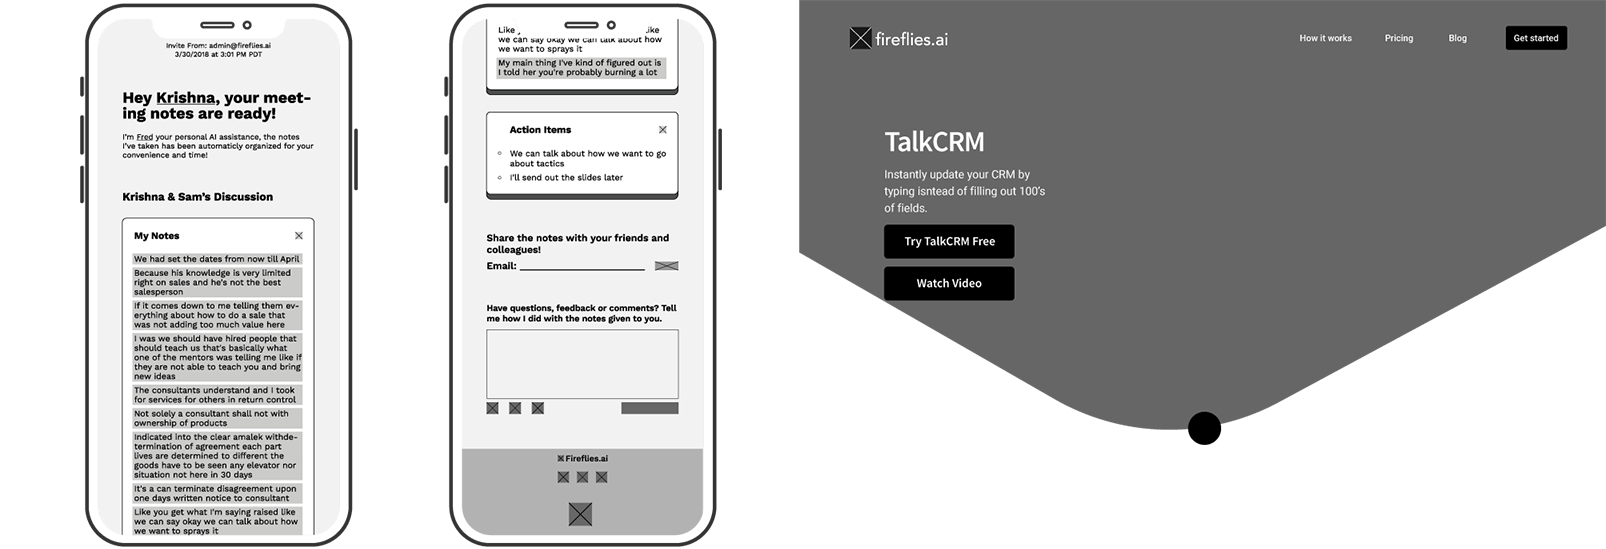 Invite From: admin@fireflies.ai
3/30/2018 at 3:01 PM PDT
Hey Krishna, your meet-
ing notes are ready!
I'm Fred your personal AI assistance, the notes
I've taken has been automaticly organized for your
convenience and time!
Krishna & Sam's Discussion
My Notes
We had set the dates from now till April
Because his knowledge is very limited
right on sales and he's not the best
salesperson
If it comes down to me telling them ev-
erything about how to do a sale that
was not adding too much value here
I was we should have hired people that
should teach us that's basically what
one of the mentors was telling me like if
they are not able to teach you and bring
new ideas
The consultants understand and I took
for services for others in return control
Not solely a consultant shall not with
ownership of products
Indicated into the clear amalek withde-
termination of agreement each part
lives are determined to different the
goods have to be seen any elevator nor
situation not here in 30 days
It's a can terminate disagreement upon
one days written notice to consultant
Like you get what I'm saying raised like
we can say okay we can talk about how
we want to sprays it
Like
we can say okay we can talk about how
we want to sprays it
My main thing I've kind of figured out is
I told her you're probably burning a lot
Action Items
We can talk about how we want to go
about tactics
I'll send out the slides later
Share the notes with your friends and
colleagues!
Email:
Have questions, feedback or comments? Tell
me how I did with the notes given to you.
Fireflies.ai
fireflies.ai
How it works
Pricing
Blog
Get started
TalkCRM
Instantly update your CRM by
typing isntead of filling out 100's
of fields.
Try TalkCRM Free
Watch Video